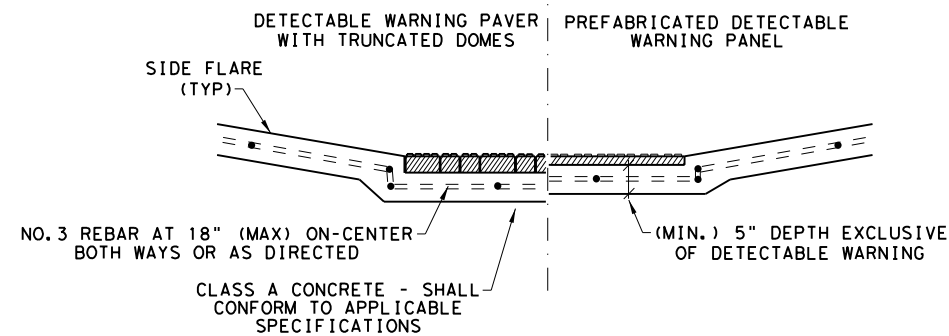 DETECTABLE WARNING PAVER
WITH TRUNCATED DOMES
PREFABRICATED DETECTABLE
WARNING PANEL
SIDE FLARE
(TYP)
NO.3 REBAR AT 18" (MAX) ON-CENTER
BOTH WAYS OR AS DIRECTED
(MIN.) 5" DEPTH EXCLUSIVE
OF DETECTABLE WARNING
CLASS A CONCRETE - SHALL
CONFORM TO APPLICABLE
SPECIFICATIONS